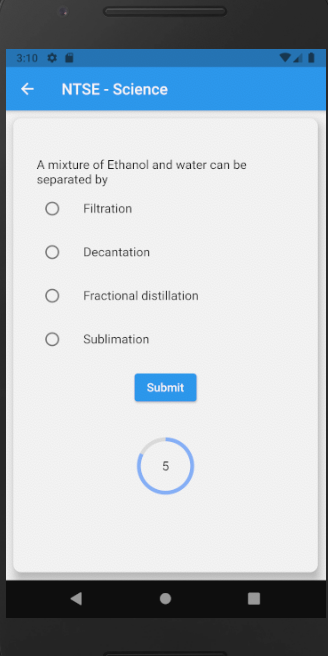 3:10
NTSE - Science
A mixture of Ethanol and water can be
separated by
Filtration
Decantation
Fractional distillation
Sublimation
Submit
5